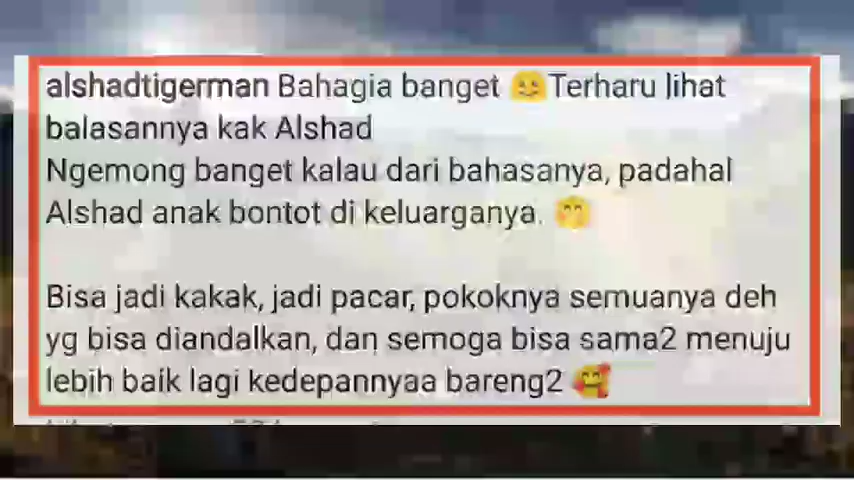 alshadtigerman Bahagia banget 🤗Terharu lihat
balasannya kak Alshad
Ngemong banget kalau dari bahasanya, padahal
Alshad anak bontot di keluarganya. 🤭
Bisa jadi kakak, jadi pacar, pokoknya semuanya deh
yg bisa diandalkan, dan semoga bisa sama2 menuju
lebih baik lagi kedepannyaa bareng2 🥰